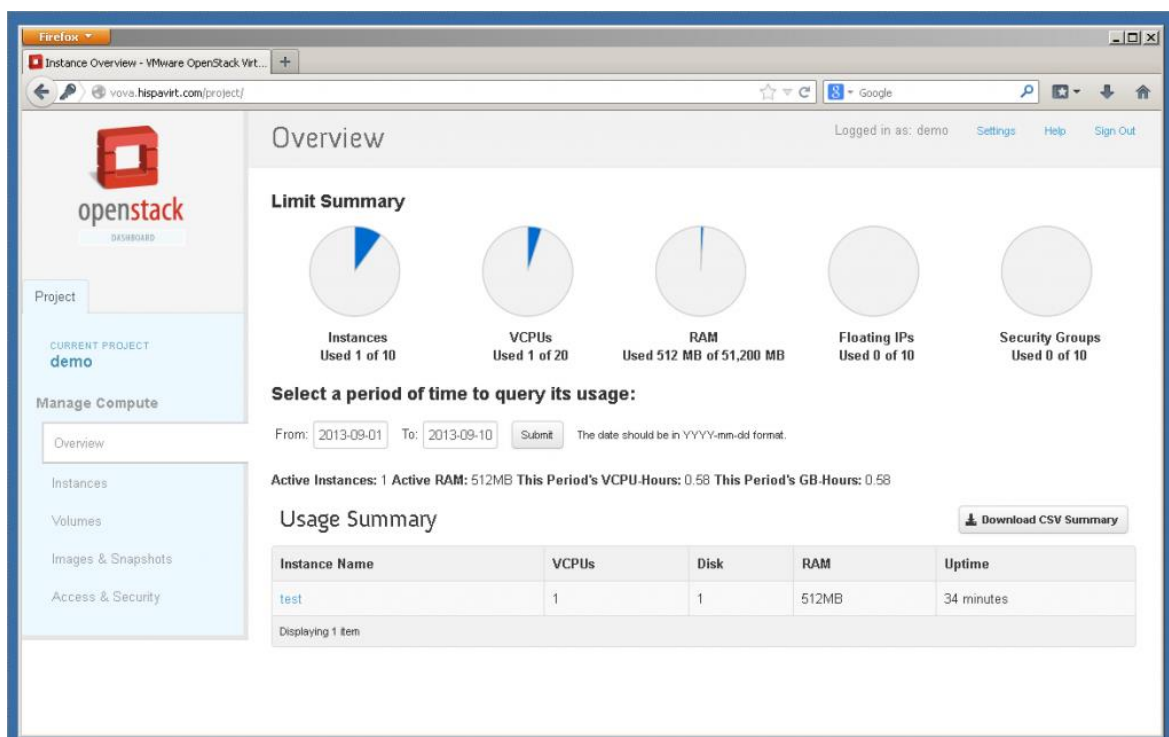 Firefox
Instance Overview - VMware OpenStack Virt...
vova.hispavirt.com/project/
Google
openstack
DASHBOARD
Project
CURRENT PROJECT
demo
Manage Compute
Overview
Instances
Volumes
Images & Snapshots
Access & Security
Overview
Logged in as: demo Settings Help Sign Out
Limit Summary
Instances VCPUs RAM Floating IPs Security Groups
Used 1 of 10 Used 1 of 20 Used 512 MB of 51,200 MB Used 0 of 10 Used 0 of 10
Select a period of time to query its usage:
From: 2013-09-01 To: 2013-09-10 Submit The date should be in YYYY-mm-dd format.
Active Instances: 1 Active RAM: 512MB This Period's VCPU-Hours: 0.58 This Period's GB-Hours: 0.58
Usage Summary
Download CSV Summary
Instance Name VCPUs Disk RAM Uptime
test 1 1 512MB 34 minutes
Displaying 1 item